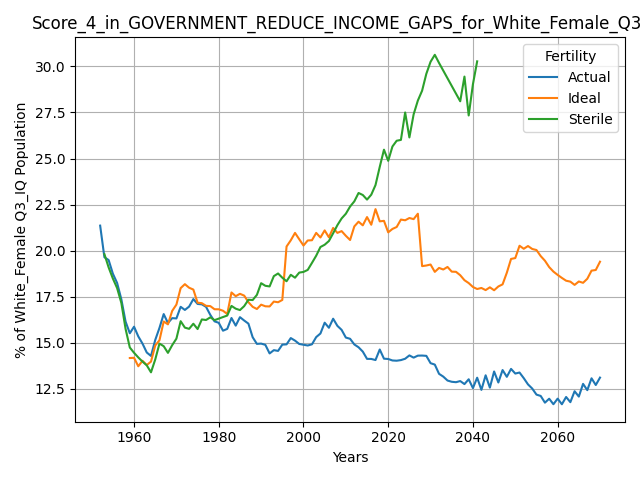 Score_4_in_GOVERNMENT_REDUCE_INCOME_GAPS_for_White_Female_Q3
Fertility
Actual
Ideal
Sterile
% of White_Female Q3_IQ Population
30.0
27.5
25.0
22.5
20.0
17.5
15.0
12.5
1960 1980 2000 2020 2040 2060
Years